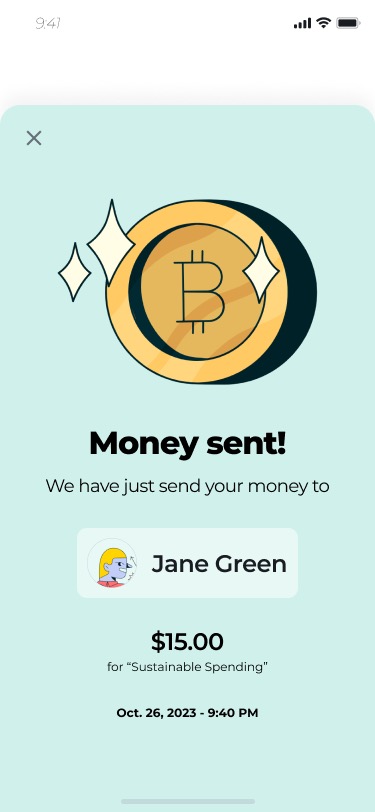 9:41
Money sent!
We have just send your money to
Jane Green
$15.00
for “Sustainable Spending”
Oct. 26, 2023 - 9:40 PM